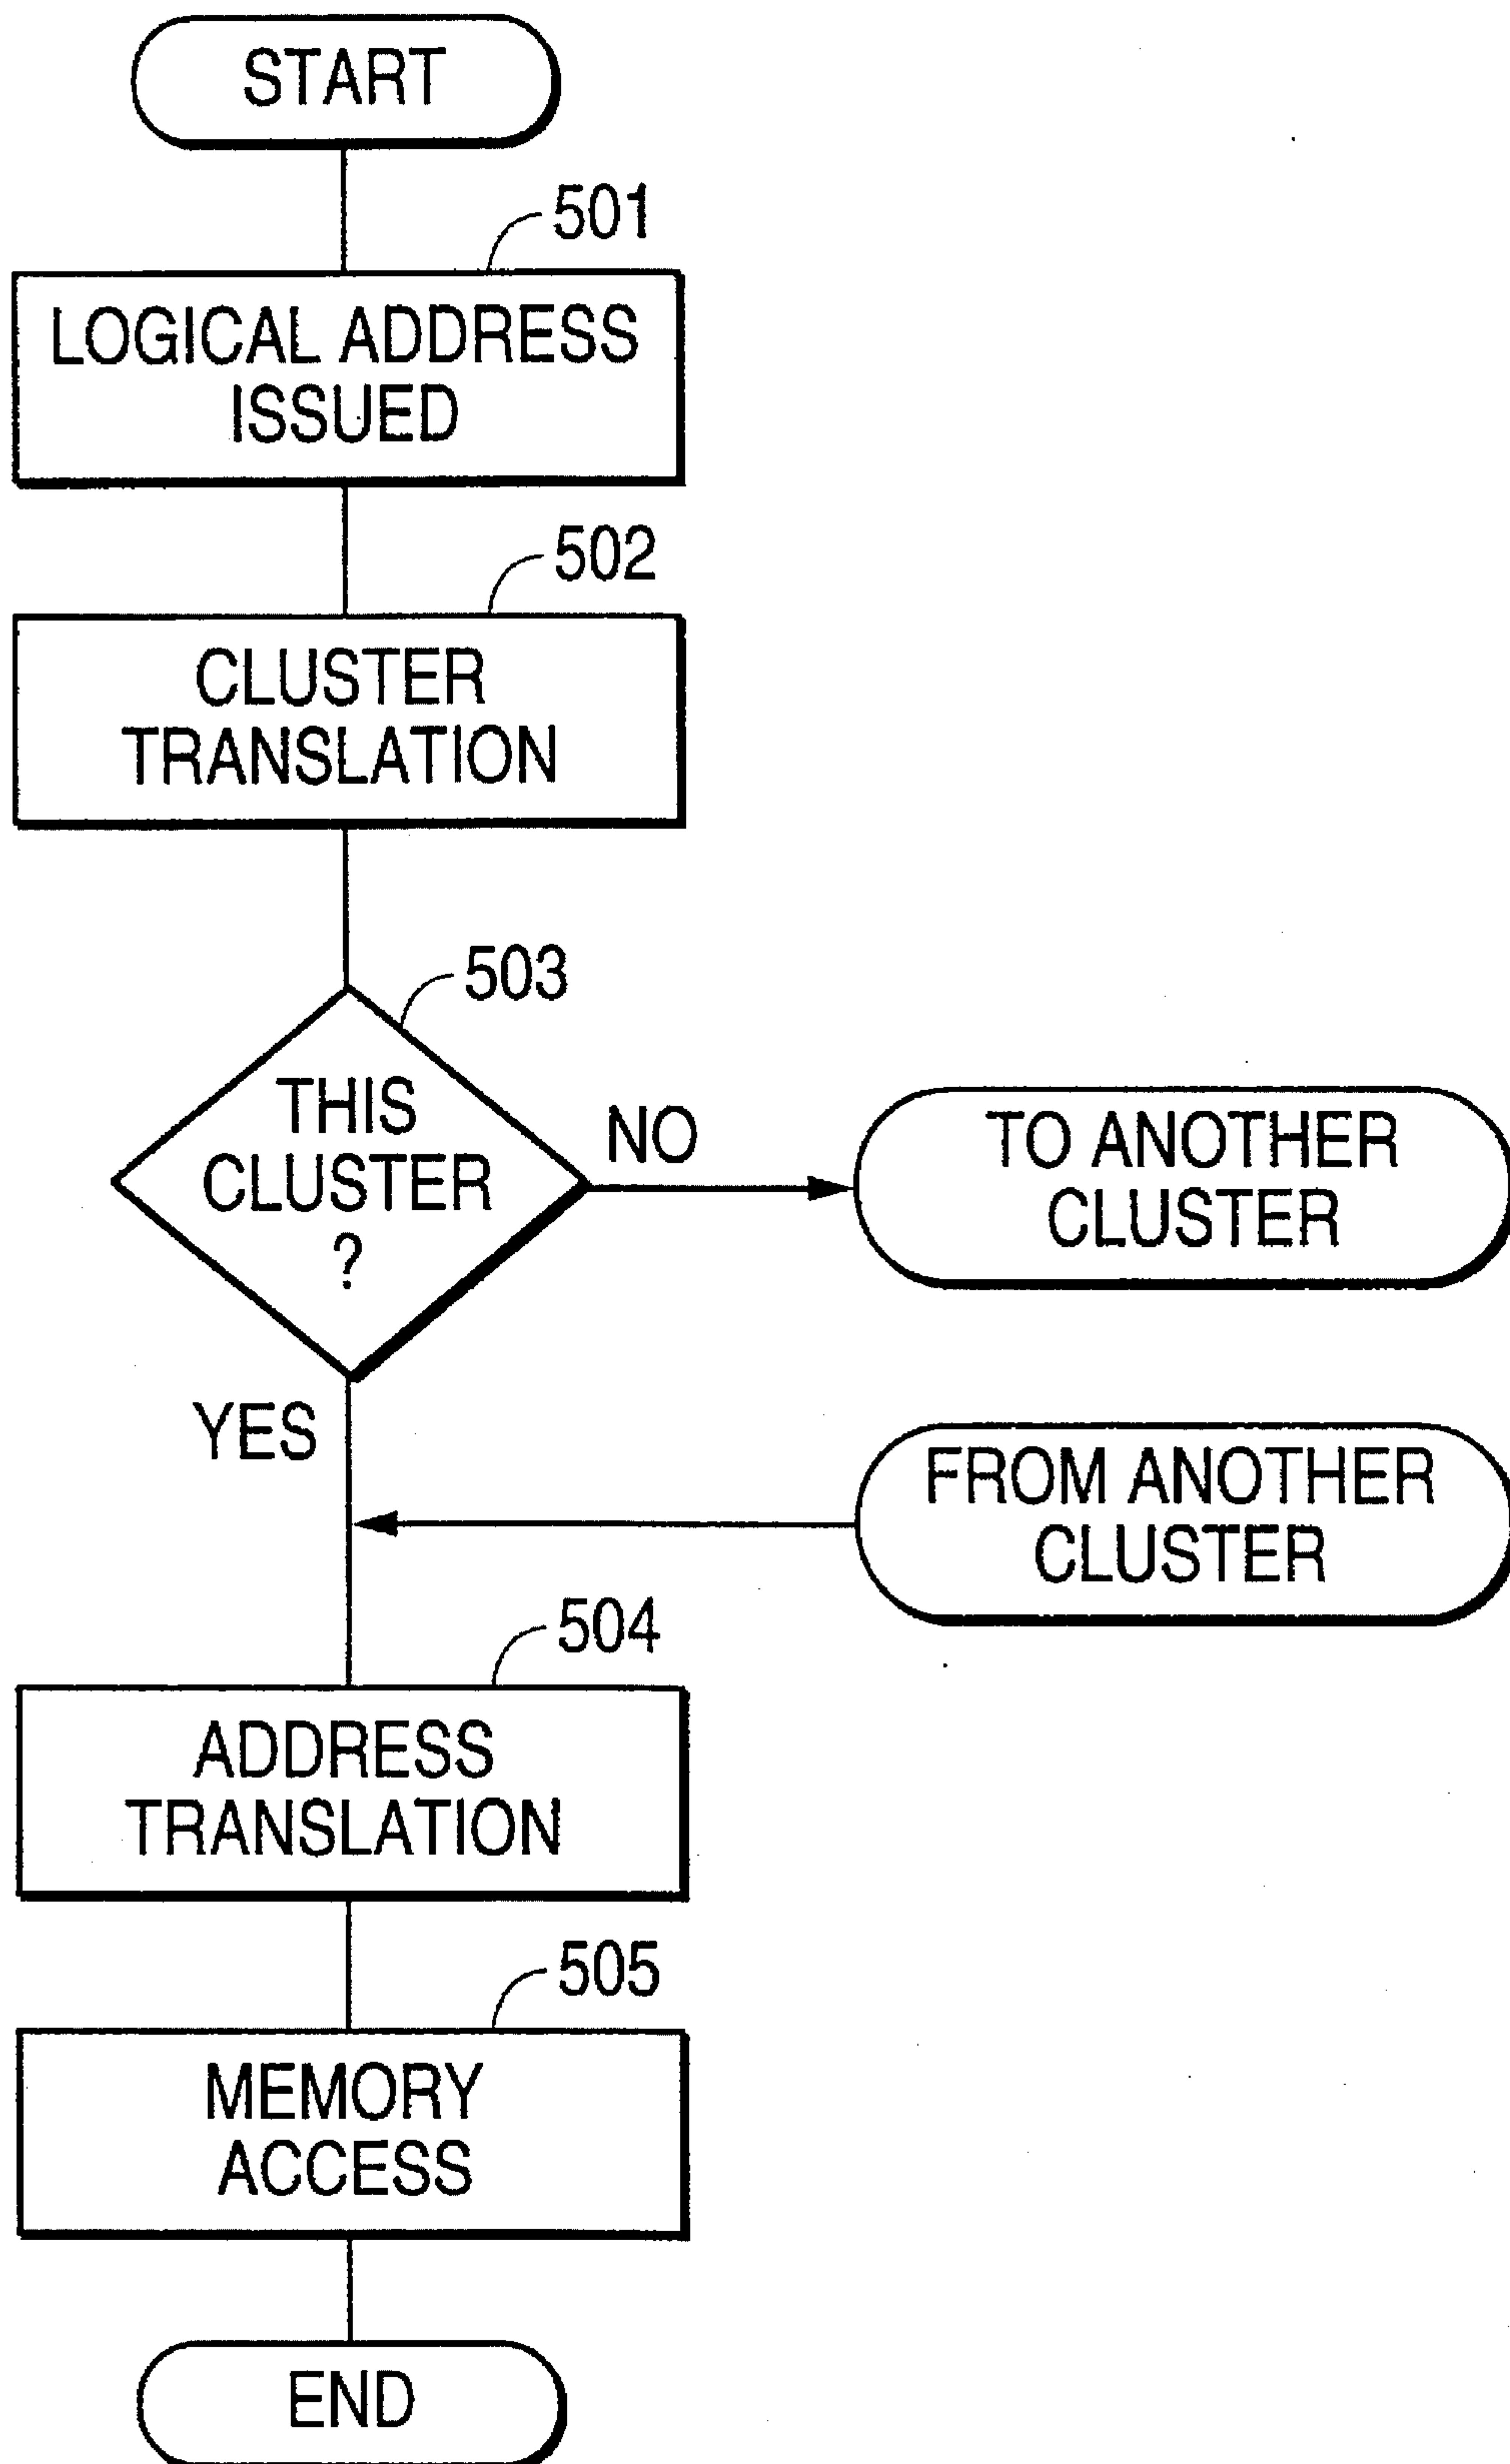 START
501
LOGICAL ADDRESS
ISSUED
502
CLUSTER
TRANSLATION
503
THIS
CLUSTER
?
NO
TO ANOTHER
CLUSTER
YES
FROM ANOTHER
CLUSTER
504
ADDRESS
TRANSLATION
505
MEMORY
ACCESS
END